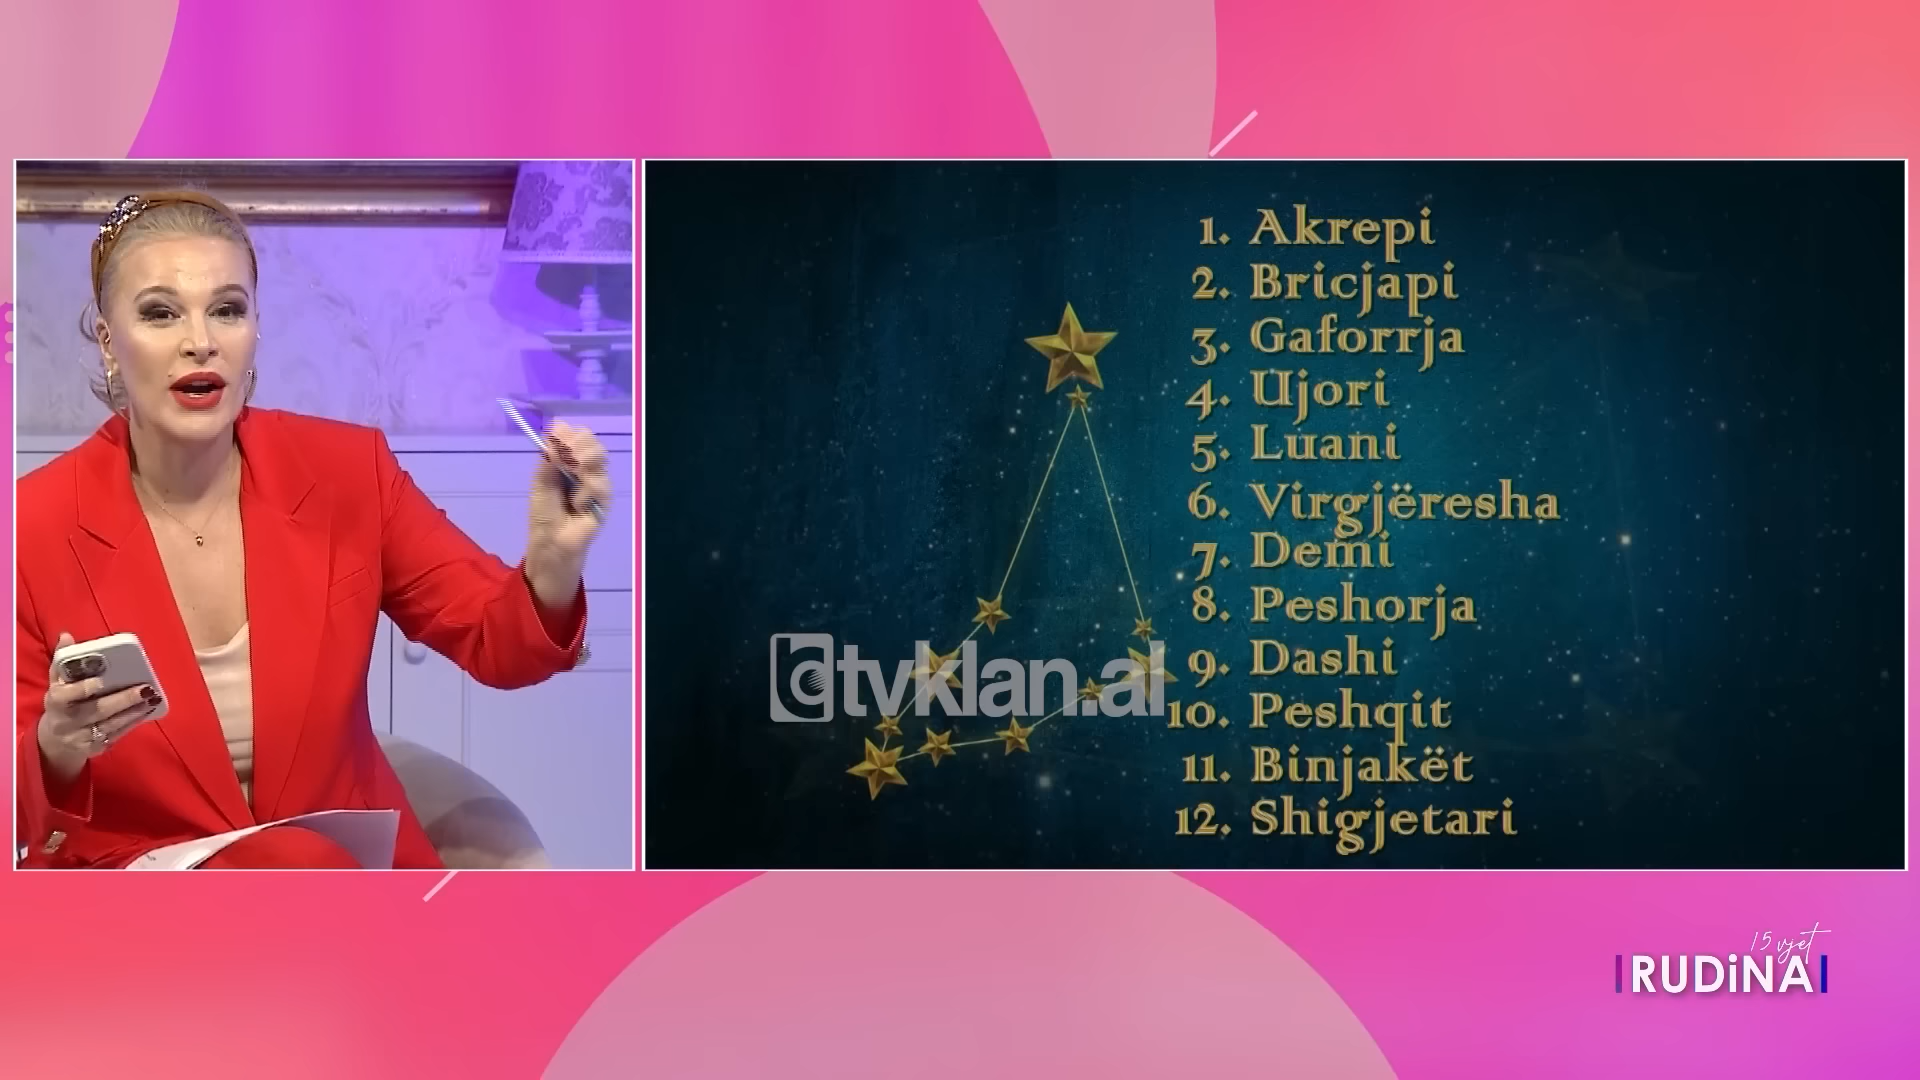 1. Akrepi
2. Bricjapi
3. Gaforrja
4. Ujori
5. Luani
6. Virgjëresha
7. Demi
8. Peshorja
9. Dashi
10. Peshqit
11. Binjakët
12. Shigjetari
tvklan.al
15 vjet
RUDiNA